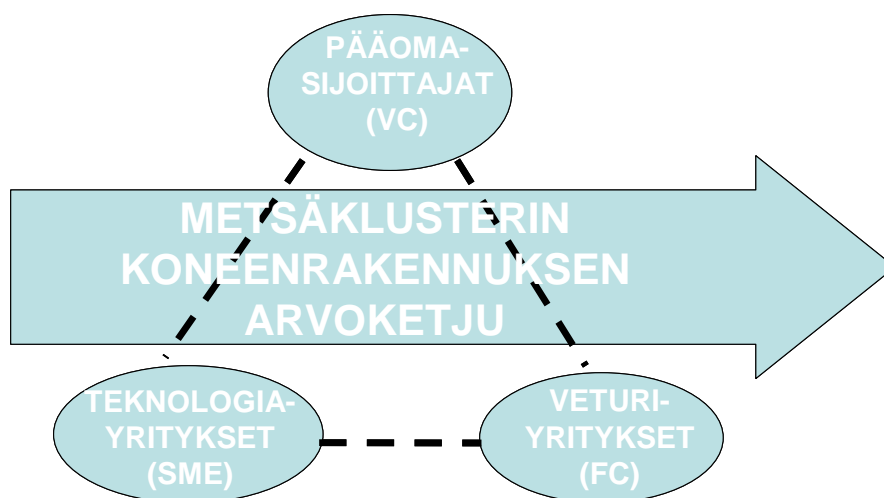 PÄÄOMA-
SIJOITTAJAT
(VC)
METSÄKLUSTERIN
KONEENRAKENNUKSEN
ARVOKETJU
TEKNOLOGIA-
YRITYKSET
(SME)
VETURI-
YRITYKSET
(FC)